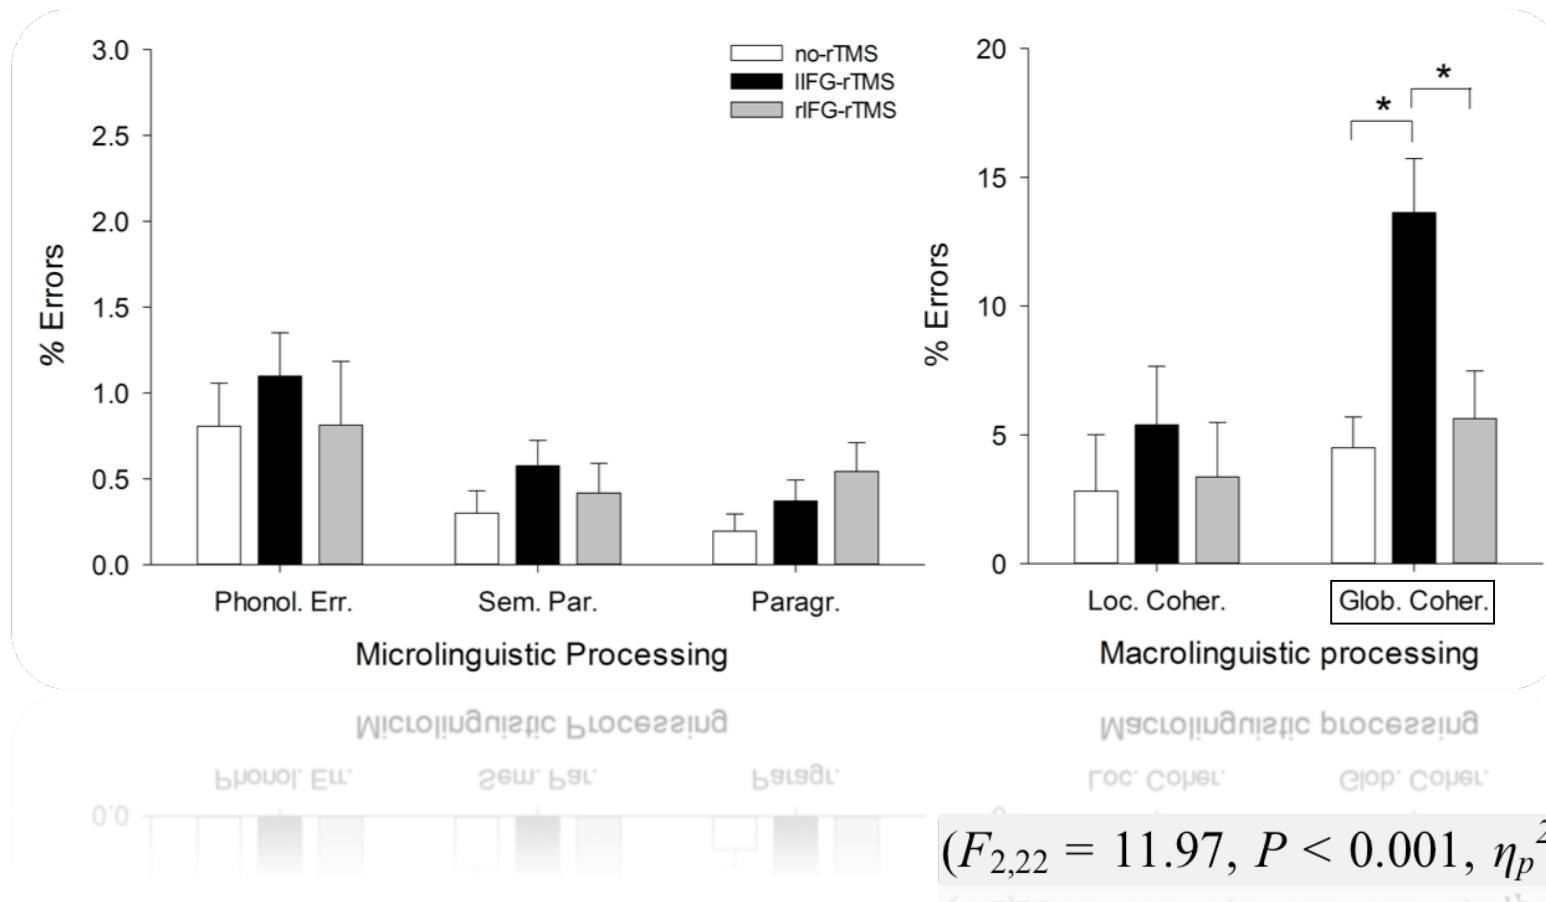 3.0
2.5
2.0
1.5
1.0
0.5
0.0
% Errors
no-rTMS
lIFG-rTMS
rIFG-rTMS
Phonol. Err.
Sem. Par.
Paragr.
Microlinguistic Processing
20
15
10
5
0
% Errors
*
*
Loc. Coher.
Glob. Coher.
Macrolinguistic processing
(F2,22 = 11.97, P < 0.001, ηp2